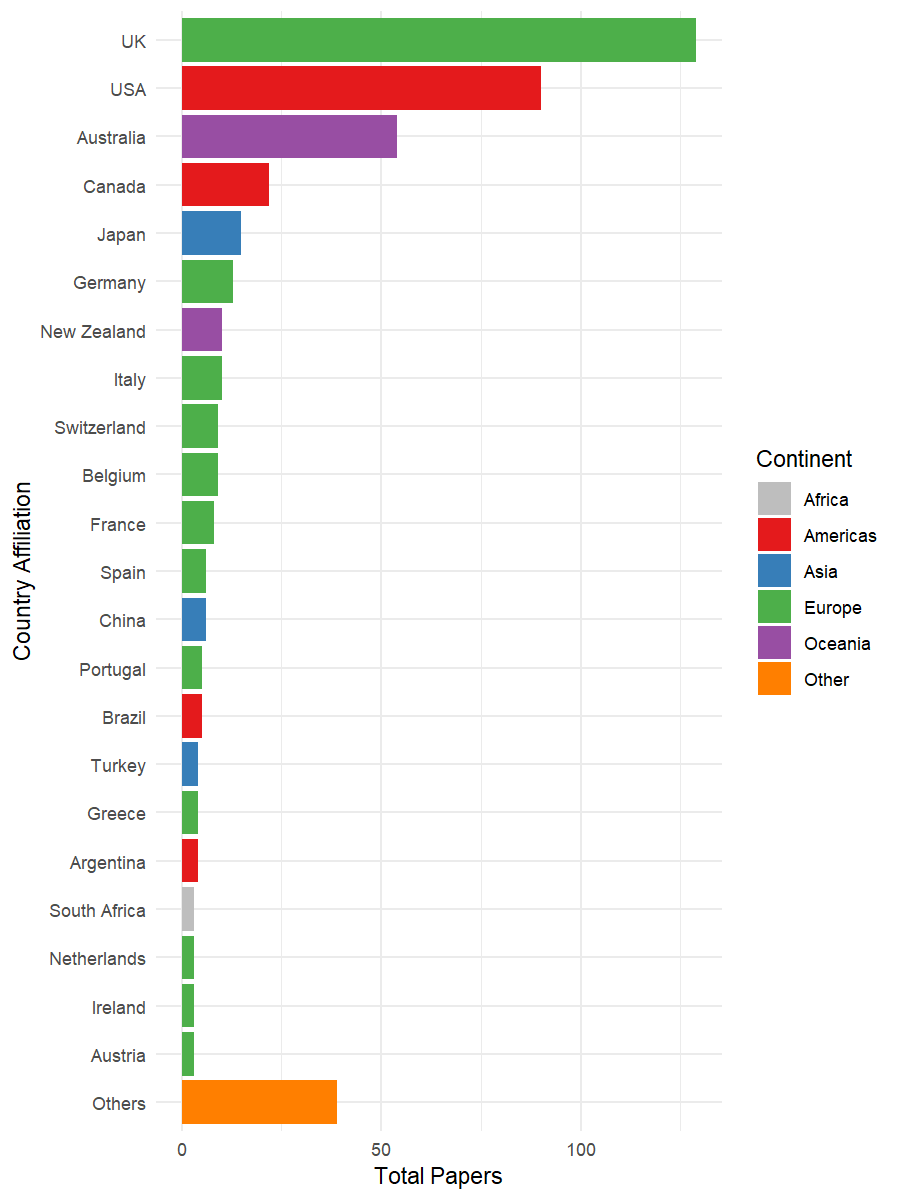 UK
USA
Australia
Canada
Japan
Germany
New Zealand
Italy
Switzerland
Belgium
France
Spain
China
Portugal
Brazil
Turkey
Greece
Argentina
South Africa
Netherlands
Ireland
Austria
Others
Country Affiliation
0 50 100
Total Papers
Continent
Africa
Americas
Asia
Europe
Oceania
Other